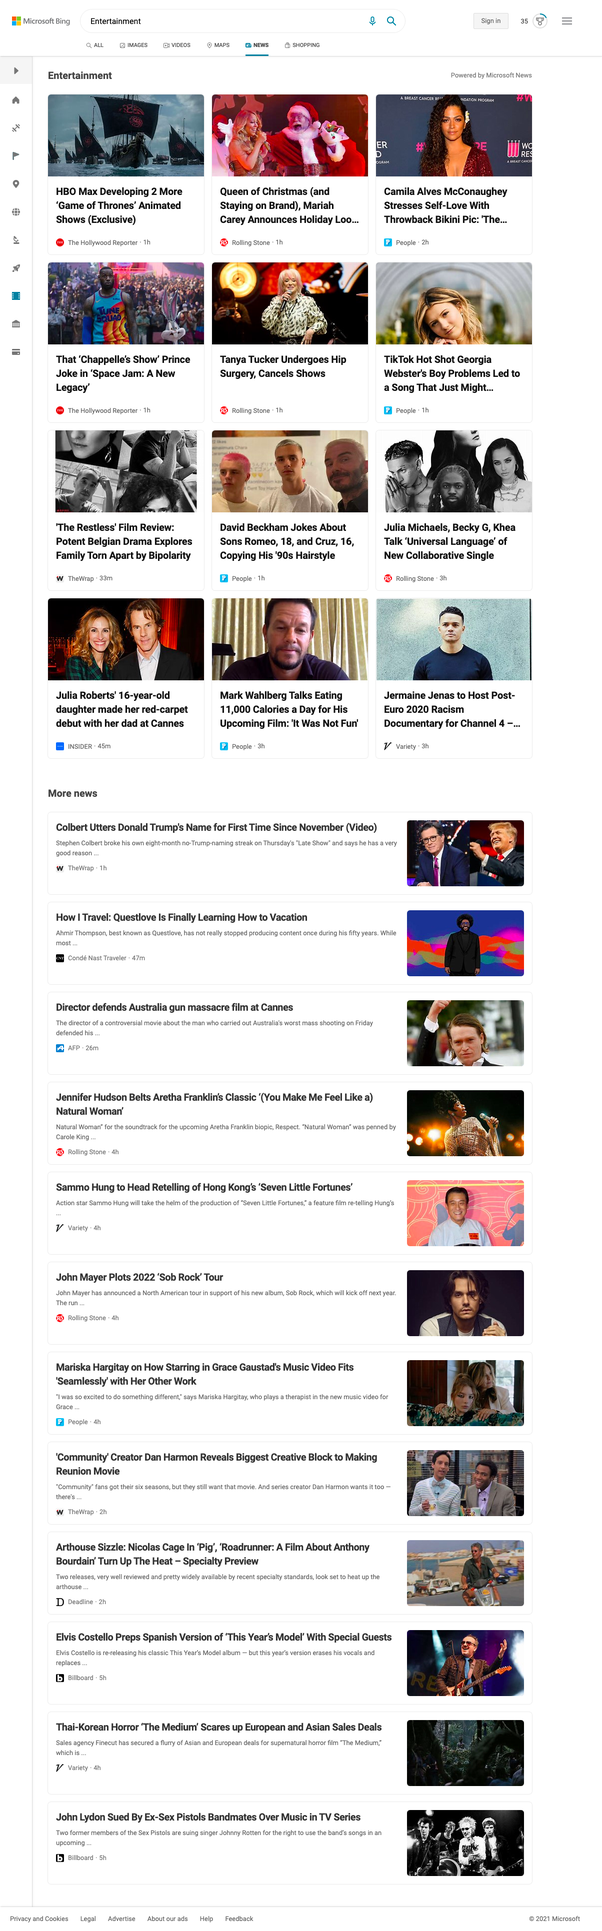 Microsoft Bing
Entertainment
Sign in
35
ALL
IMAGES
VIDEOS
MAPS
NEWS
SHOPPING
Entertainment
Powered by Microsoft News
HBO Max Developing 2 More
‘Game of Thrones’ Animated
Shows (Exclusive)
The Hollywood Reporter · 1h
Queen of Christmas (and
Staying on Brand), Mariah
Carey Announces Holiday Loo...
Rolling Stone · 1h
A BREAST CANCER RE
PROGRAM
Camila Alves McConaughey
Stresses Self-Love With
Throwback Bikini Pic: 'The...
People · 2h
TUNE
SQUAD
That ‘Chappelle’s Show’ Prince
Joke in ‘Space Jam: A New
Legacy’
The Hollywood Reporter · 1h
Tanya Tucker Undergoes Hip
Surgery, Cancels Shows
Rolling Stone · 1h
TikTok Hot Shot Georgia
Webster's Boy Problems Led to
a Song That Just Might...
People · 1h
'The Restless' Film Review:
Potent Belgian Drama Explores
Family Torn Apart by Bipolarity
TheWrap · 33m
David Beckham Jokes About
Sons Romeo, 18, and Cruz, 16,
Copying His '90s Hairstyle
People · 1h
Julia Michaels, Becky G, Khea
Talk ‘Universal Language’ of
New Collaborative Single
Rolling Stone · 3h
Julia Roberts' 16-year-old
daughter made her red-carpet
debut with her dad at Cannes
INSIDER · 45m
Mark Wahlberg Talks Eating
11,000 Calories a Day for His
Upcoming Film: 'It Was Not Fun'
People · 3h
Jermaine Jenas to Host Post-
Euro 2020 Racism
Documentary for Channel 4 –...
Variety · 3h
More news
Colbert Utters Donald Trump's Name for First Time Since November (Video)
Stephen Colbert broke his own eight-month no-Trump-naming streak on Thursday's "Late Show" and says he has a very
good reason ...
TheWrap · 1h
How I Travel: Questlove Is Finally Learning How to Vacation
Ahmir Thompson, best known as Questlove, has not really stopped producing content once during his fifty years. While
most ...
Condé Nast Traveler · 47m
Director defends Australia gun massacre film at Cannes
The director of a controversial movie about the man who carried out Australia's worst mass shooting on Friday
defended his ...
AFP · 26m
Jennifer Hudson Belts Aretha Franklin’s Classic ‘(You Make Me Feel Like a)
Natural Woman’
Natural Woman” for the soundtrack for the upcoming Aretha Franklin biopic, Respect. “Natural Woman” was penned by
Carole King ...
Rolling Stone · 4h
Sammo Hung to Head Retelling of Hong Kong’s ‘Seven Little Fortunes’
Action star Sammo Hung will take the helm of the production of “Seven Little Fortunes,” a feature film re-telling Hung’s
...
Variety · 4h
John Mayer Plots 2022 ‘Sob Rock’ Tour
John Mayer has announced a North American tour in support of his new album, Sob Rock, which will kick off next year.
The run ...
Rolling Stone · 4h
Mariska Hargitay on How Starring in Grace Gaustad's Music Video Fits
'Seamlessly' with Her Other Work
"I was so excited to do something different," says Mariska Hargitay, who plays a therapist in the new music video for
Grace ...
People · 4h
'Community' Creator Dan Harmon Reveals Biggest Creative Block to Making
Reunion Movie
"Community" fans got their six seasons, but they still want that movie. And series creator Dan Harmon wants it too —
there's ...
TheWrap · 2h
Arthouse Sizzle: Nicolas Cage In ‘Pig’, ‘Roadrunner: A Film About Anthony
Bourdain’ Turn Up The Heat – Specialty Preview
Two releases, very well reviewed and pretty widely available by recent specialty standards, look set to heat up the
arthouse ...
Deadline · 2h
Elvis Costello Preps Spanish Version of ‘This Year’s Model’ With Special Guests
Elvis Costello is re-releasing his classic This Year's Model album — but this year's version erases his vocals and
replaces ...
Billboard · 5h
Thai-Korean Horror ‘The Medium’ Scares up European and Asian Sales Deals
Sales agency Finecut has secured a flurry of Asian and European deals for supernatural horror film “The Medium,”
which is ...
Variety · 4h
John Lydon Sued By Ex-Sex Pistols Bandmates Over Music in TV Series
Two former members of the Sex Pistols are suing singer Johnny Rotten for the right to use the band's songs in an
upcoming ...
Billboard · 5h
Privacy and Cookies
Legal
Advertise
About our ads
Help
Feedback
© 2021 Microsoft